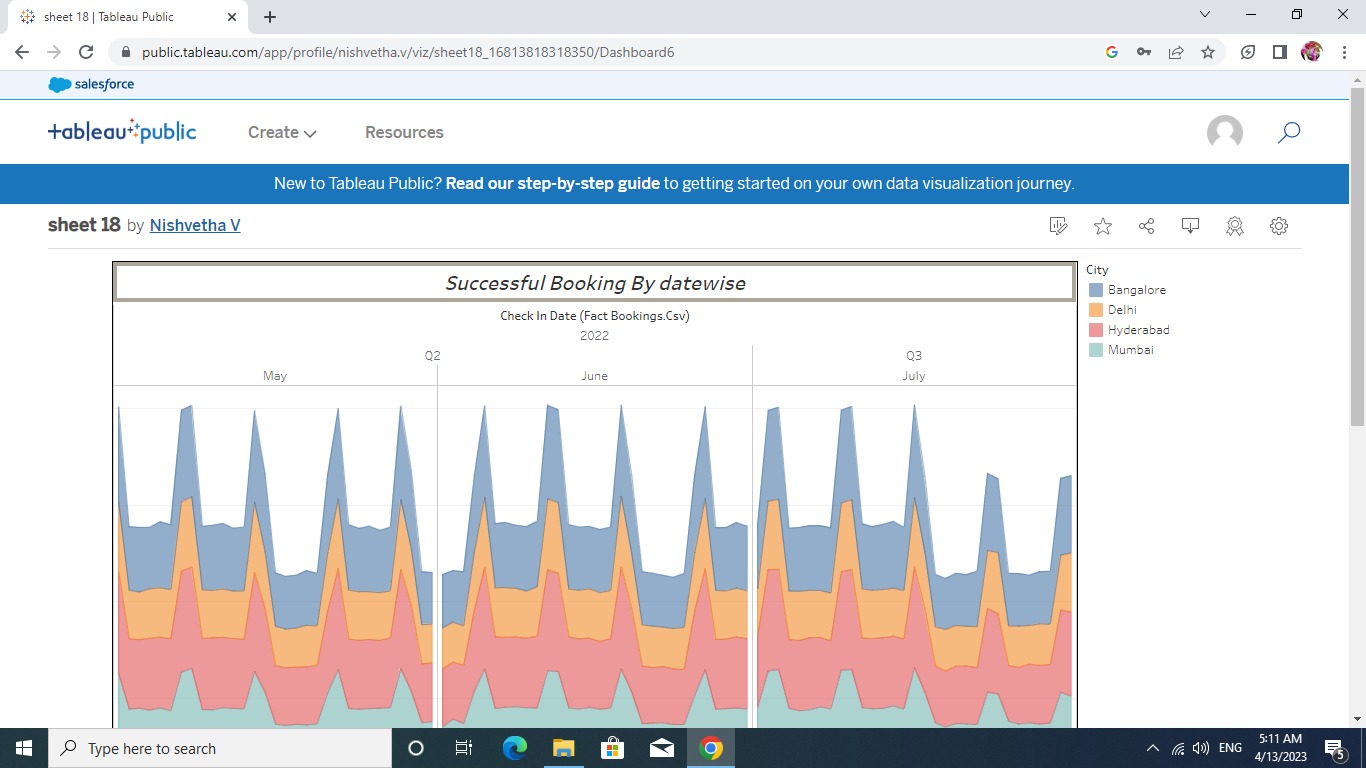 sheet 18 | Tableau Public
public.tableau.com/app/profile/nishvetha.v/viz/sheet18_16813818318350/Dashboard6
salesforce
+ableau public
Create
Resources
New to Tableau Public? Read our step-by-step guide to getting started on your own data visualization journey.
sheet 18 by Nishvetha V
Successful Booking By datewise
City
Bangalore
Delhi
Hyderabad
Mumbai
Check In Date (Fact Bookings.Csv)
2022
Q2
Q3
May
June
July
Type here to search
ENG
5:11 AM
4/13/2023
5